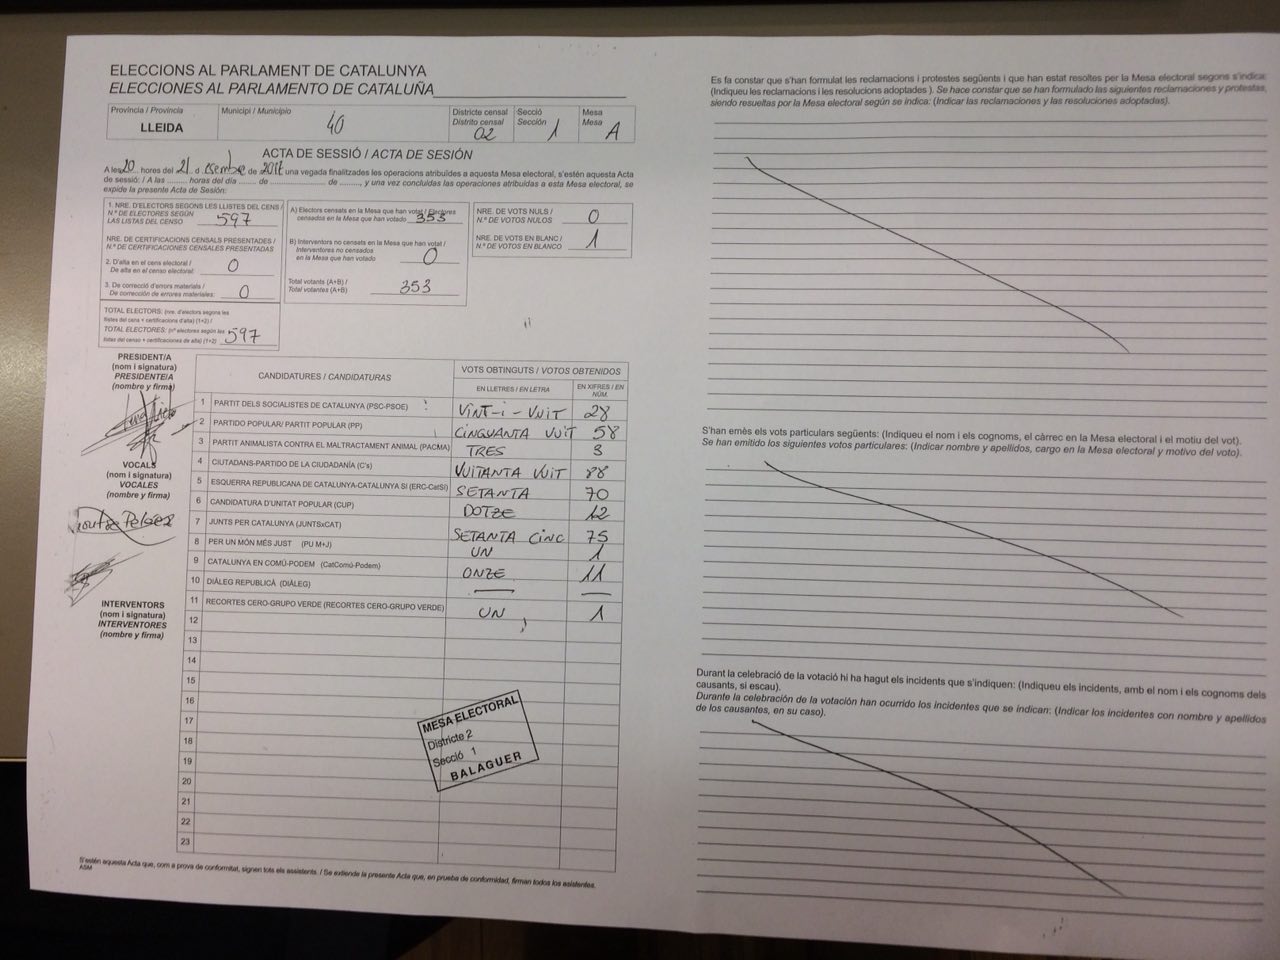 ELECCIONS AL PARLAMENT DE CATALUNYA
ELECCIONES AL PARLAMENTO DE CATALUÑA
Província / Provincia
LLEIDA
Municipi / Municipio
40
Districte censal
Distrito censal
02
Secció
Sección
1
Mesa
Mesa
A
ACTA DE SESSIÓ / ACTA DE SESIÓN
A les 20 hores del 21 d esembre de 2017 una vegada finalitzades les operacions atribuïdes a aquesta Mesa electoral, s'estén aquesta Acta
de sessió: / A las ......... horas del día ...... de ..................... de ......., y una vez concluidas las operaciones atribuidas a esta Mesa electoral, se
expide la presente Acta de Sesión:
1. NRE. D'ELECTORS SEGONS LES LLISTES DEL CENS /
N.º DE ELECTORES SEGÚN
LAS LISTAS DEL CENSO 597
NRE. DE CERTIFICACIONS CENSALS PRESENTADES /
N.º DE CERTIFICACIONES CENSALES PRESENTADAS
2. D'alta en el cens electoral /
De alta en el censo electoral: 0
3. De correcció d'errors materials /
De corrección de errores materiales: 0
TOTAL ELECTORS: (nre. d'electors segons les
llistes del cens + certificacions d'alta) (1+2) /
TOTAL ELECTORES: (nº electores según las
listas del censo + certificaciones de alta) (1+2) 597
A) Electors censats en la Mesa que han votat / Electores
censados en la Mesa que han votado 353
B) Interventors no censats en la Mesa que han votat /
Interventores no censados
en la Mesa que han votado 0
Total votants (A+B) /
Total votantes (A+B) 353
NRE. DE VOTS NULS /
N.º DE VOTOS NULOS 0
NRE. DE VOTS EN BLANC /
N.º DE VOTOS EN BLANCO 1
PRESIDENT/A
(nom i signatura)
PRESIDENTE/A
(nombre y firma)
VOCALS
(nom i signatura)
VOCALES
(nombre y firma)
INTERVENTORS
(nom i signatura)
INTERVENTORES
(nombre y firma)
CANDIDATURES / CANDIDATURAS
VOTS OBTINGUTS / VOTOS OBTENIDOS
EN LLETRES / EN LETRA
EN XIFRES / EN NÚM.
1 PARTIT DELS SOCIALISTES DE CATALUNYA (PSC-PSOE) VINT-I-VUIT 28
2 PARTIDO POPULAR/ PARTIT POPULAR (PP) CINQUANTA VUIT 58
3 PARTIT ANIMALISTA CONTRA EL MALTRACTAMENT ANIMAL (PACMA) TRES 3
4 CIUTADANS-PARTIDO DE LA CIUDADANÍA (C's) VUITANTA VUIT 88
5 ESQUERRA REPUBLICANA DE CATALUNYA-CATALUNYA SÍ (ERC-CatSí) SETANTA 70
6 CANDIDATURA D'UNITAT POPULAR (CUP) DOTZE 12
7 JUNTS PER CATALUNYA (JUNTSxCAT) SETANTA CINC 75
8 PER UN MÓN MÉS JUST (PU M+J) UN 1
9 CATALUNYA EN COMÚ-PODEM (CatComú-Podem) ONZE 11
10 DIÀLEG REPUBLICÀ (DIÀLEG) — —
11 RECORTES CERO-GRUPO VERDE (RECORTES CERO-GRUPO VERDE) UN 1
12
13
14
15
16
17
18
19
20
21
22
23
MESA ELECTORAL
Districte 2
Secció 1
BALAGUER
S'estén aquesta Acta que, com a prova de conformitat, signen tots els assistents. / Se extiende la presente Acta que, en prueba de conformidad, firman todos los asistentes.
ASM
Es fa constar que s'han formulat les reclamacions i protestes següents i que han estat resoltes per la Mesa electoral segons s'indica:
(Indiqueu les reclamacions i les resolucions adoptades ). Se hace constar que se han formulado las siguientes reclamaciones y protestas,
siendo resueltas por la Mesa electoral según se indica: (Indicar las reclamaciones y las resoluciones adoptadas).
S'han emès els vots particulars següents: (Indiqueu el nom i els cognoms, el càrrec en la Mesa electoral i el motiu del vot).
Se han emitido los siguientes votos particulares: (Indicar nombre y apellidos, cargo en la Mesa electoral y motivo del voto).
Durant la celebració de la votació hi ha hagut els incidents que s'indiquen: (Indiqueu els incidents, amb el nom i els cognoms dels
causants, si escau).
Durante la celebración de la votación han ocurrido los incidentes que se indican: (Indicar los incidentes con nombre y apellidos
de los causantes, en su caso).